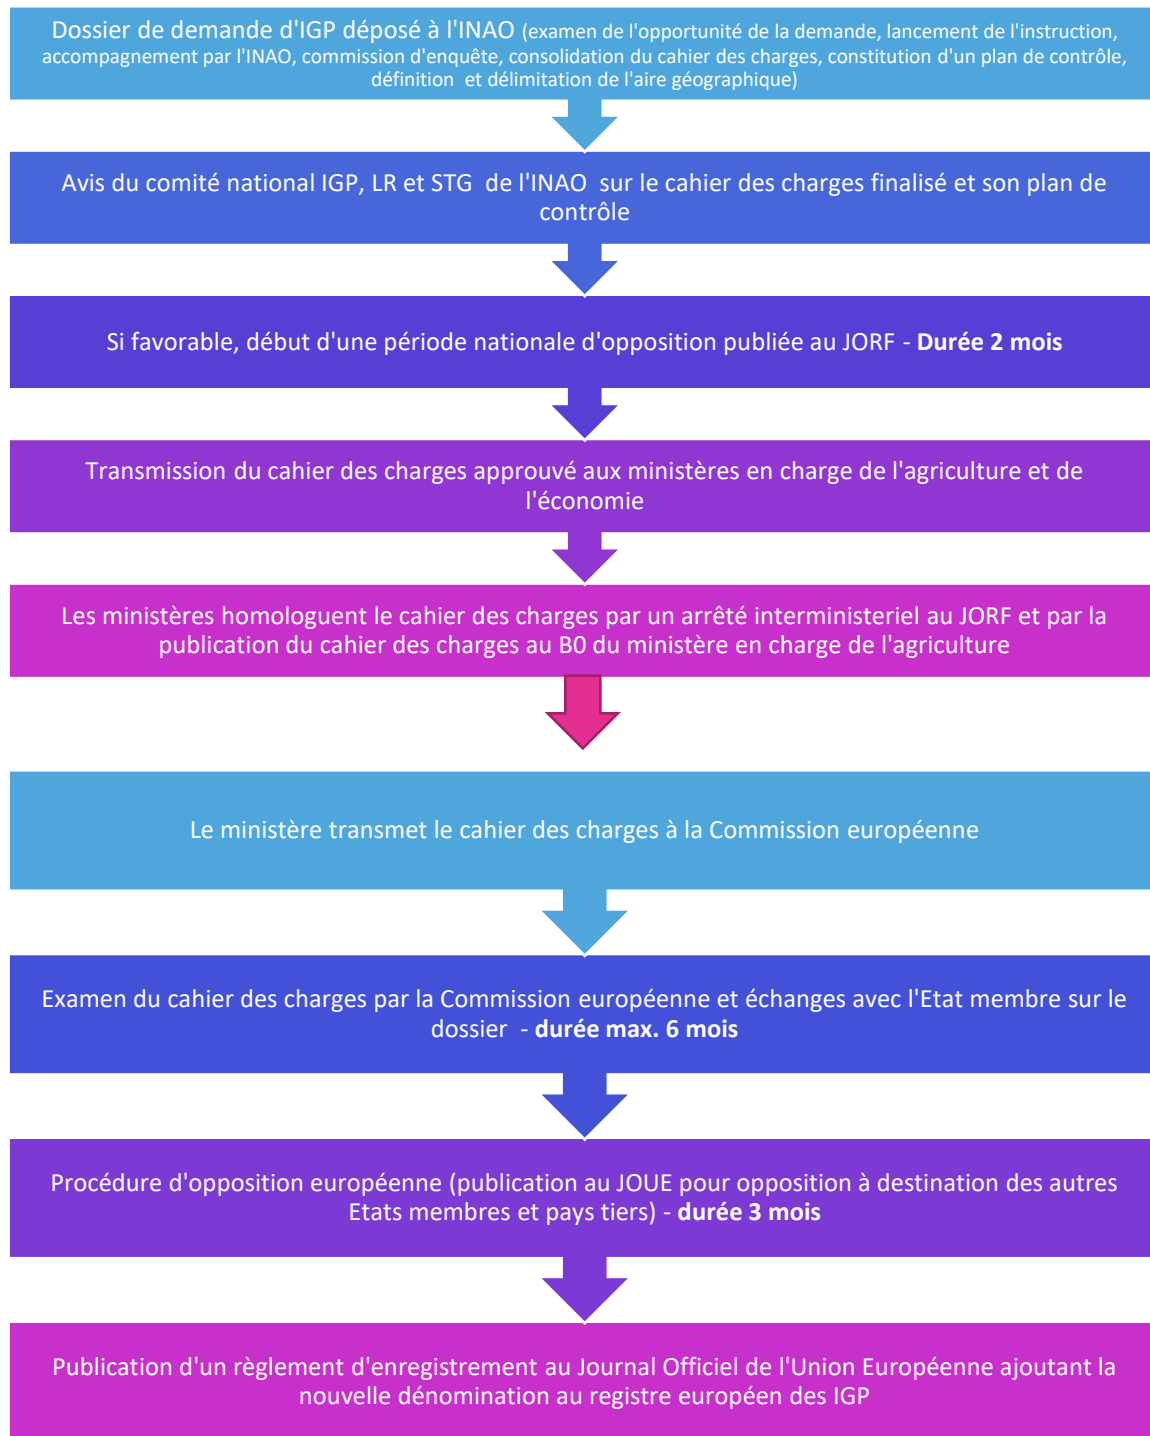 Dossier de demande d'IGP déposé à l'INAO (examen de l'opportunité de la demande, lancement de l'instruction,
accompagnement par l'INAO, commission d'enquête, consolidation du cahier des charges, constitution d'un plan de contrôle,
définition et délimitation de l'aire géographique)
Avis du comité national IGP, LR et STG de l'INAO sur le cahier des charges finalisé et son plan de
contrôle
Si favorable, début d'une période nationale d'opposition publiée au JORF - Durée 2 mois
Transmission du cahier des charges approuvé aux ministères en charge de l'agriculture et de
l'économie
Les ministères homologuent le cahier des charges par un arrêté interministeriel au JORF et par la
publication du cahier des charges au B0 du ministère en charge de l'agriculture
Le ministère transmet le cahier des charges à la Commission européenne
Examen du cahier des charges par la Commission européenne et échanges avec l'Etat membre sur le
dossier - durée max. 6 mois
Procédure d'opposition européenne (publication au JOUE pour opposition à destination des autres
Etats membres et pays tiers) - durée 3 mois
Publication d'un règlement d'enregistrement au Journal Officiel de l'Union Européenne ajoutant la
nouvelle dénomination au registre européen des IGP